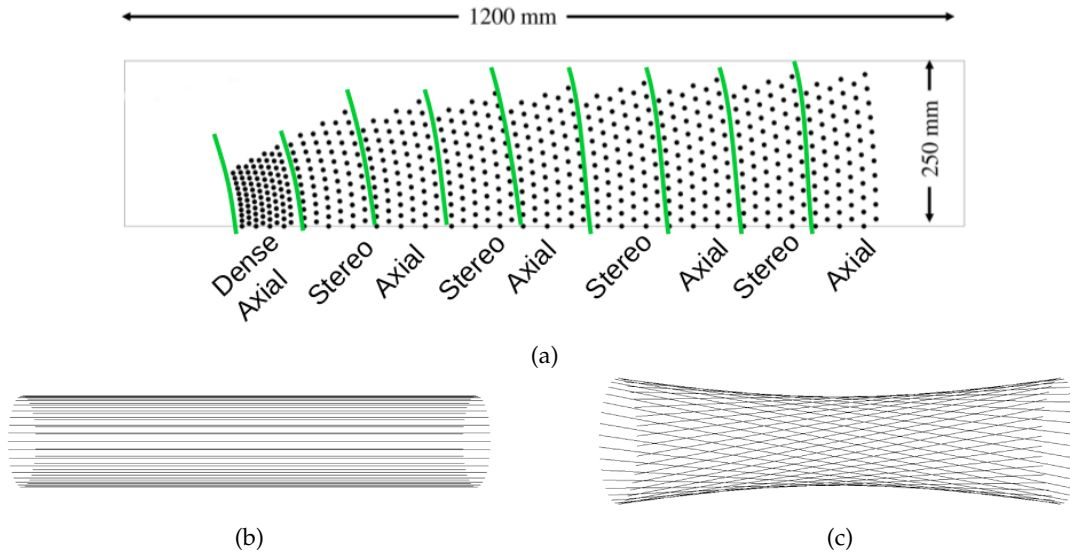 1200 mm
250 mm
Dense Axial
Stereo
Axial
Stereo
Axial
Stereo
Axial
Stereo
Axial
(a)
(b)
(c)